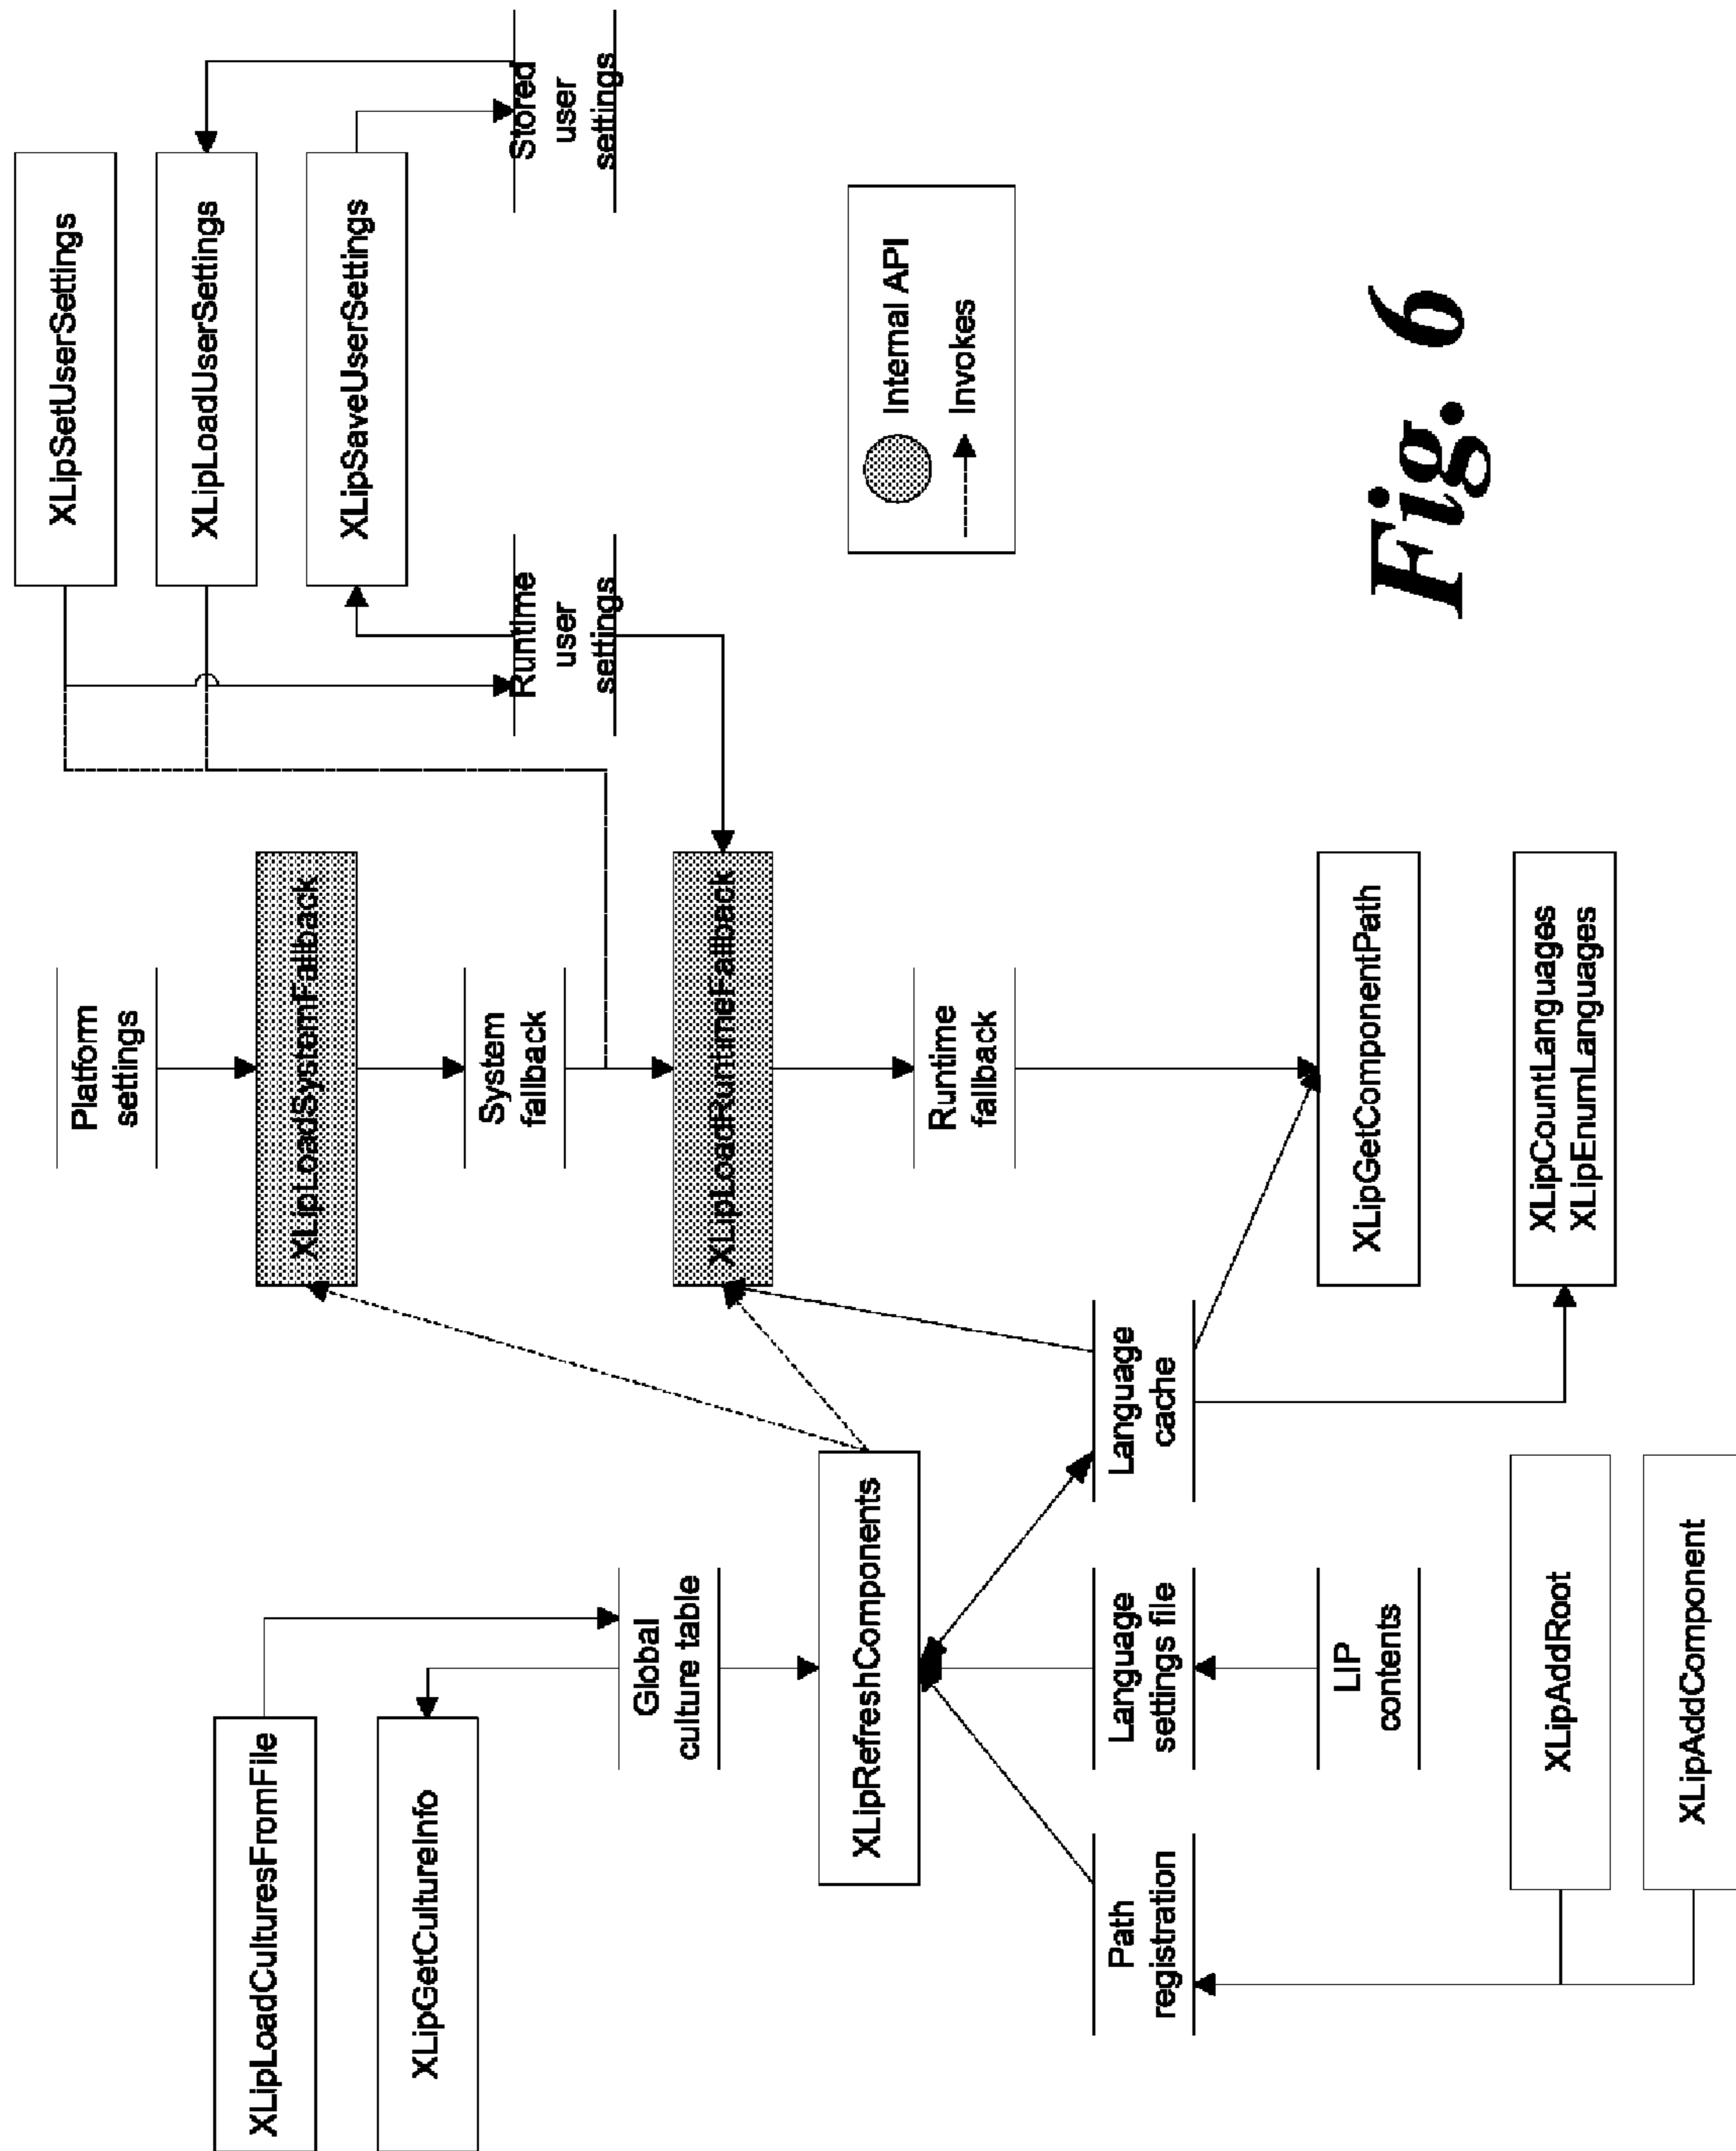 XLipLoadCulturesFromFile
XLipGetCultureInfo
Global
culture table
XLipRefreshComponents
Path
registration
Language
settings file
Language
cache
LIP
contents
XLipAddRoot
XLipAddComponent
Platform
settings
XLipLoadSystemFallback
System
fallback
XLipLoadRuntimeFallback
Runtime
fallback
XLipGetComponentPath
XLipCountLanguages
XLipEnumLanguages
XLipSetUserSettings
XLipLoadUserSettings
XLipSaveUserSettings
Runtime
user
settings
Stored
user
settings
Internal API
Invokes
Fig. 6